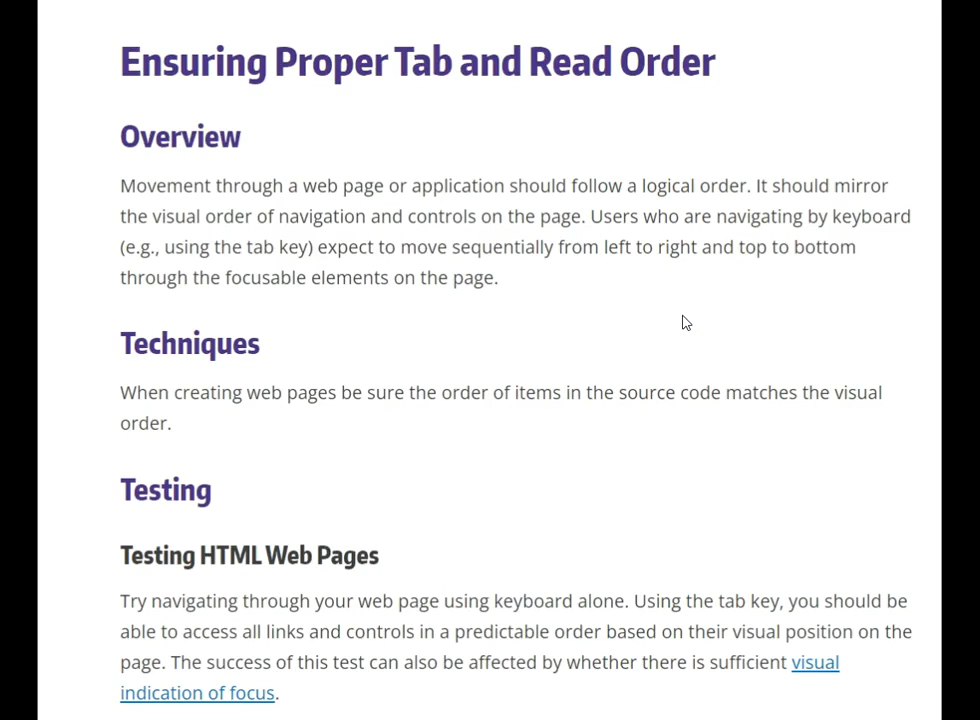 Ensuring Proper Tab and Read Order
Overview
Movement through a web page or application should follow a logical order. It should mirror
the visual order of navigation and controls on the page. Users who are navigating by keyboard
(e.g., using the tab key) expect to move sequentially from left to right and top to bottom
through the focusable elements on the page.
Techniques
When creating web pages be sure the order of items in the source code matches the visual
order.
Testing
Testing HTML Web Pages
Try navigating through your web page using keyboard alone. Using the tab key, you should be
able to access all links and controls in a predictable order based on their visual position on the
page. The success of this test can also be affected by whether there is sufficient visual
indication of focus.